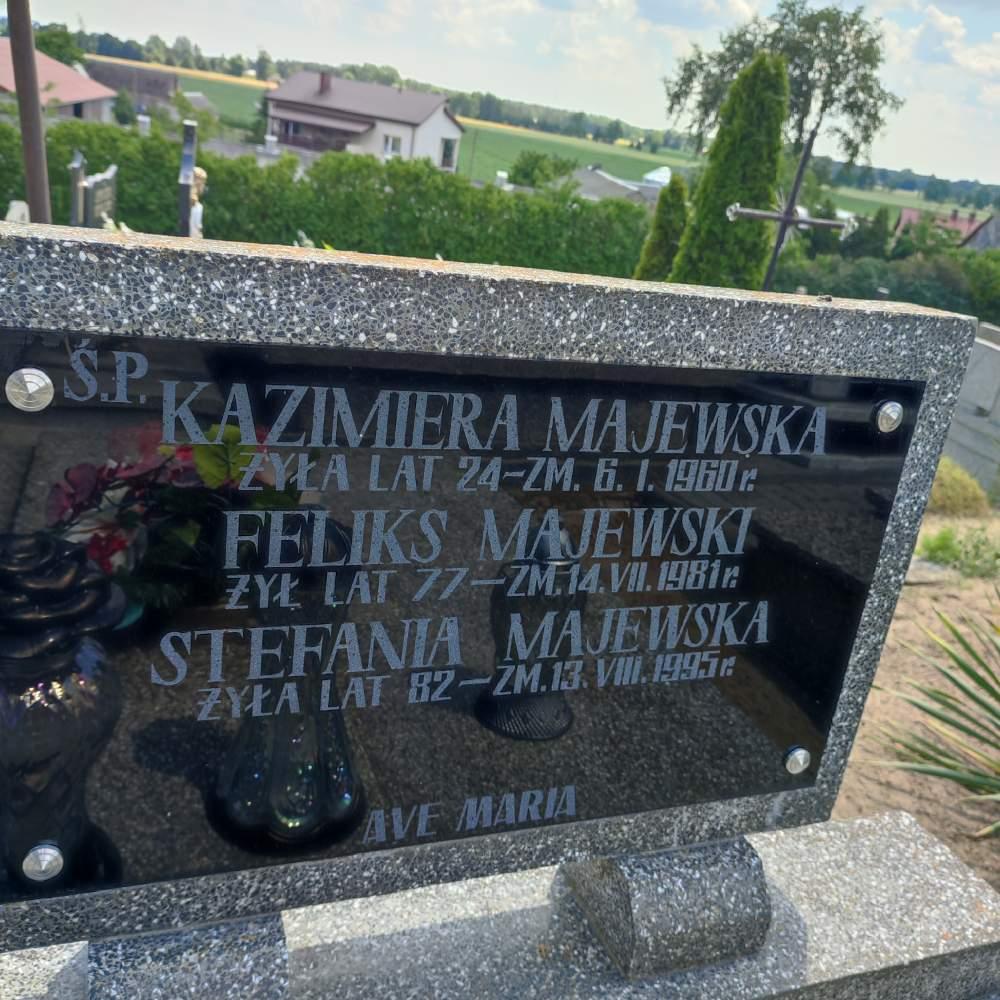 Ś.P. KAZIMIERA MAJEWSKA
ŻYŁA LAT 24–ZM. 6. I. 1960 r.
FELIKS MAJEWSKI
ŻYŁ LAT 77–ZM. 14. VII. 1981 r.
STEFANIA MAJEWSKA
ŻYŁA LAT 82–ZM. 13. VIII. 1995 r.
AVE MARIA